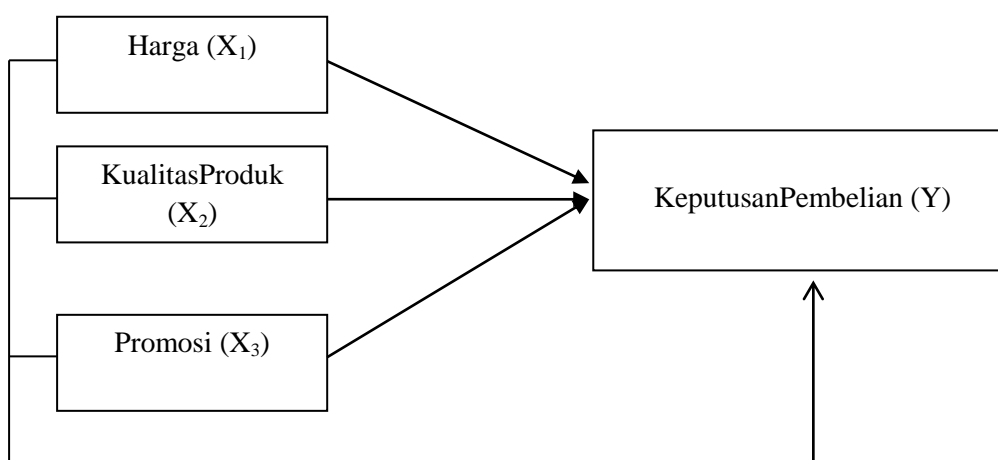 Harga (X₁)
KualitasProduk
(X₂)
KeputusanPembelian (Y)
Promosi (X₃)